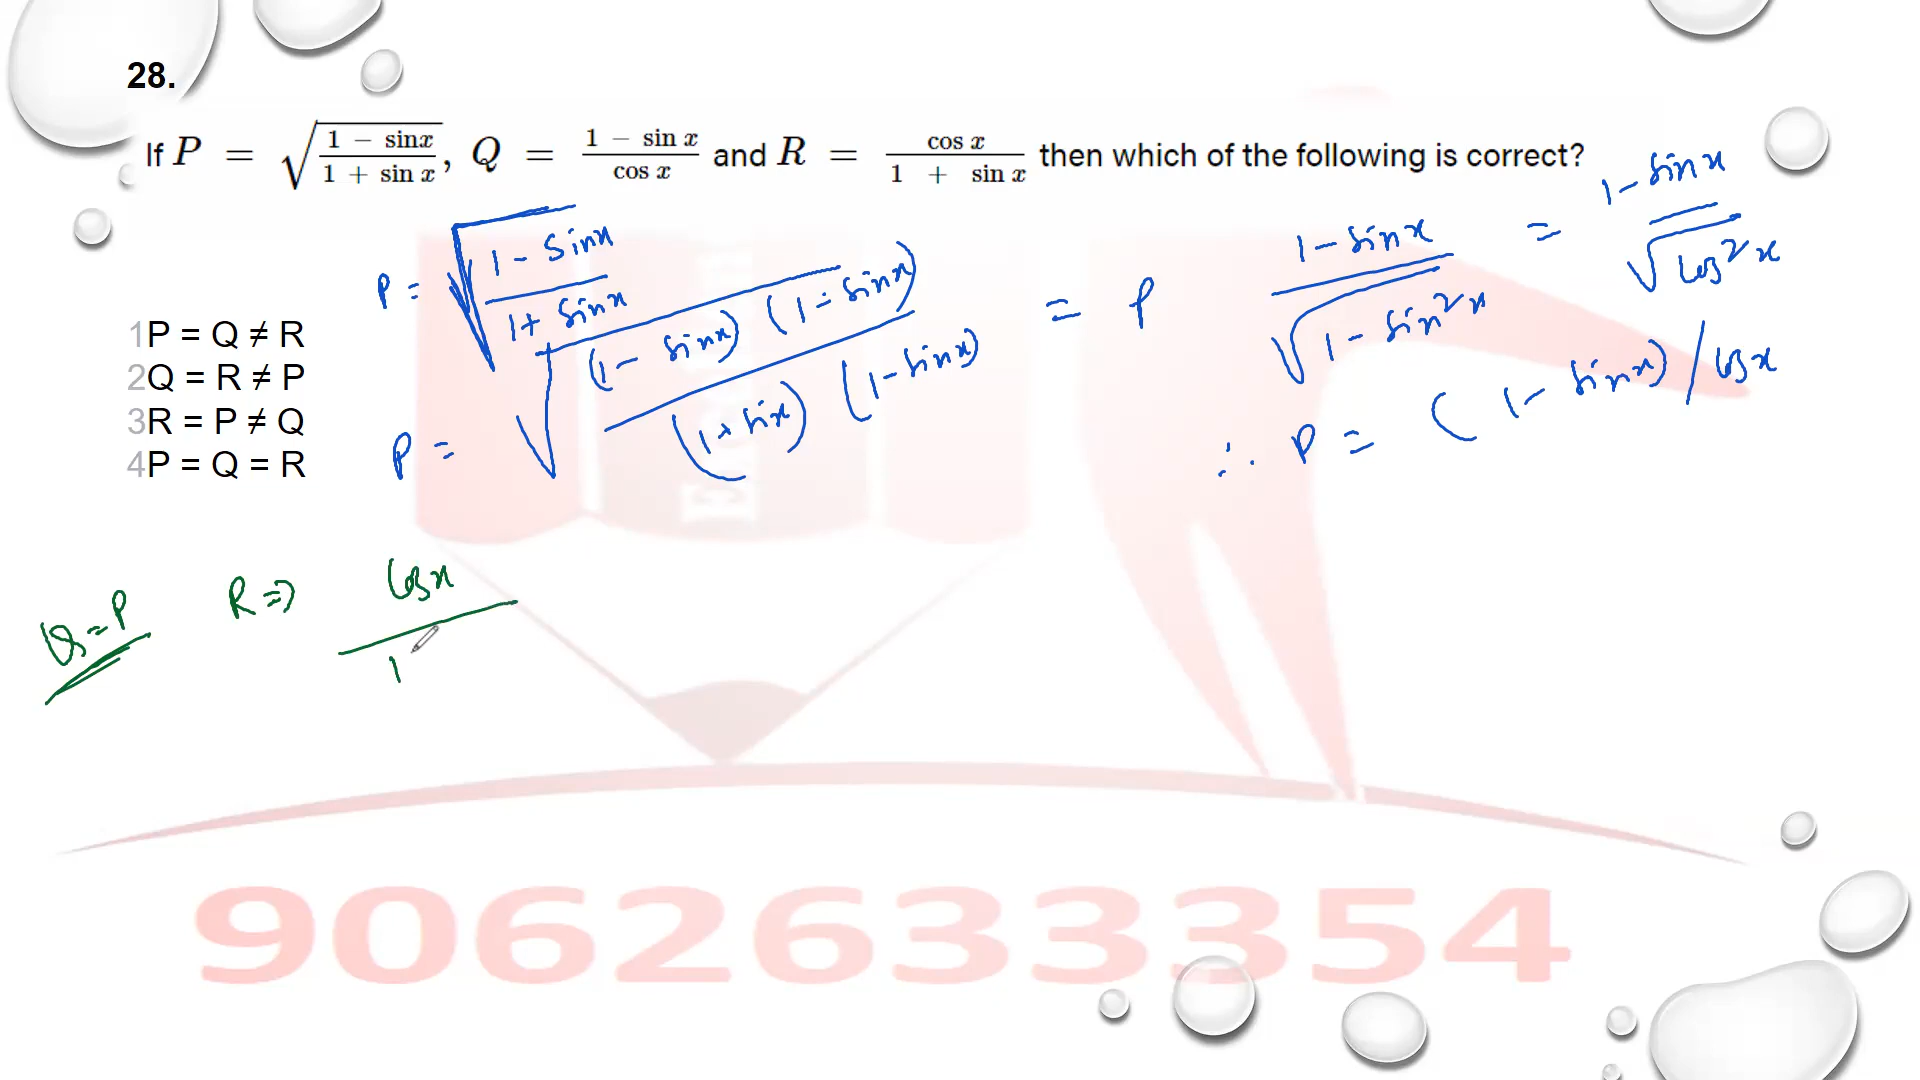 28.
If P = √((1 − sinx)/(1 + sin x)), Q = (1 − sin x)/(cos x) and R = (cos x)/(1 + sin x) then which of the following is correct?
1P = Q ≠ R
2Q = R ≠ P
3R = P ≠ Q
4P = Q = R
P = √((1 - Sinx)/(1 + Sinx))
P = √((1 - sinx) (1 - sinx)/(1 + sinx) (1 - sinx))
= P (1 - sinx)/√(1 - sin²x) = (1 - sinx)/√(cos²x)
∴ P = (1 - sinx) / cosx
Q = P R ⇒ cosx/1
9062633354